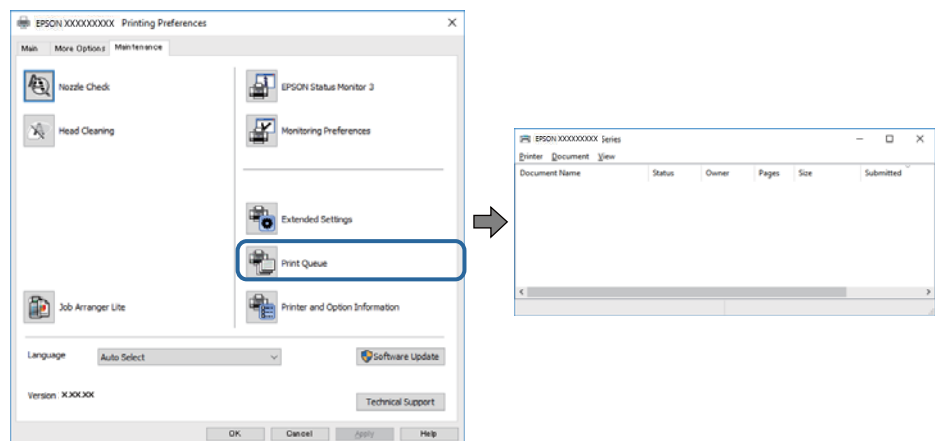 EPSON XXXXXXXXX Printing Preferences
Main More Options Maintenance
Nozzle Check
EPSON Status Monitor 3
Head Cleaning
Monitoring Preferences
Extended Settings
Print Queue
Job Arranger Lite
Printer and Option Information
Language Auto Select Software Update
Version X.XX.XX
Technical Support
OK Cancel Apply Help
EPSON XXXXXXXXX Series
Printer Document View
Document Name Status Owner Pages Size Submitted